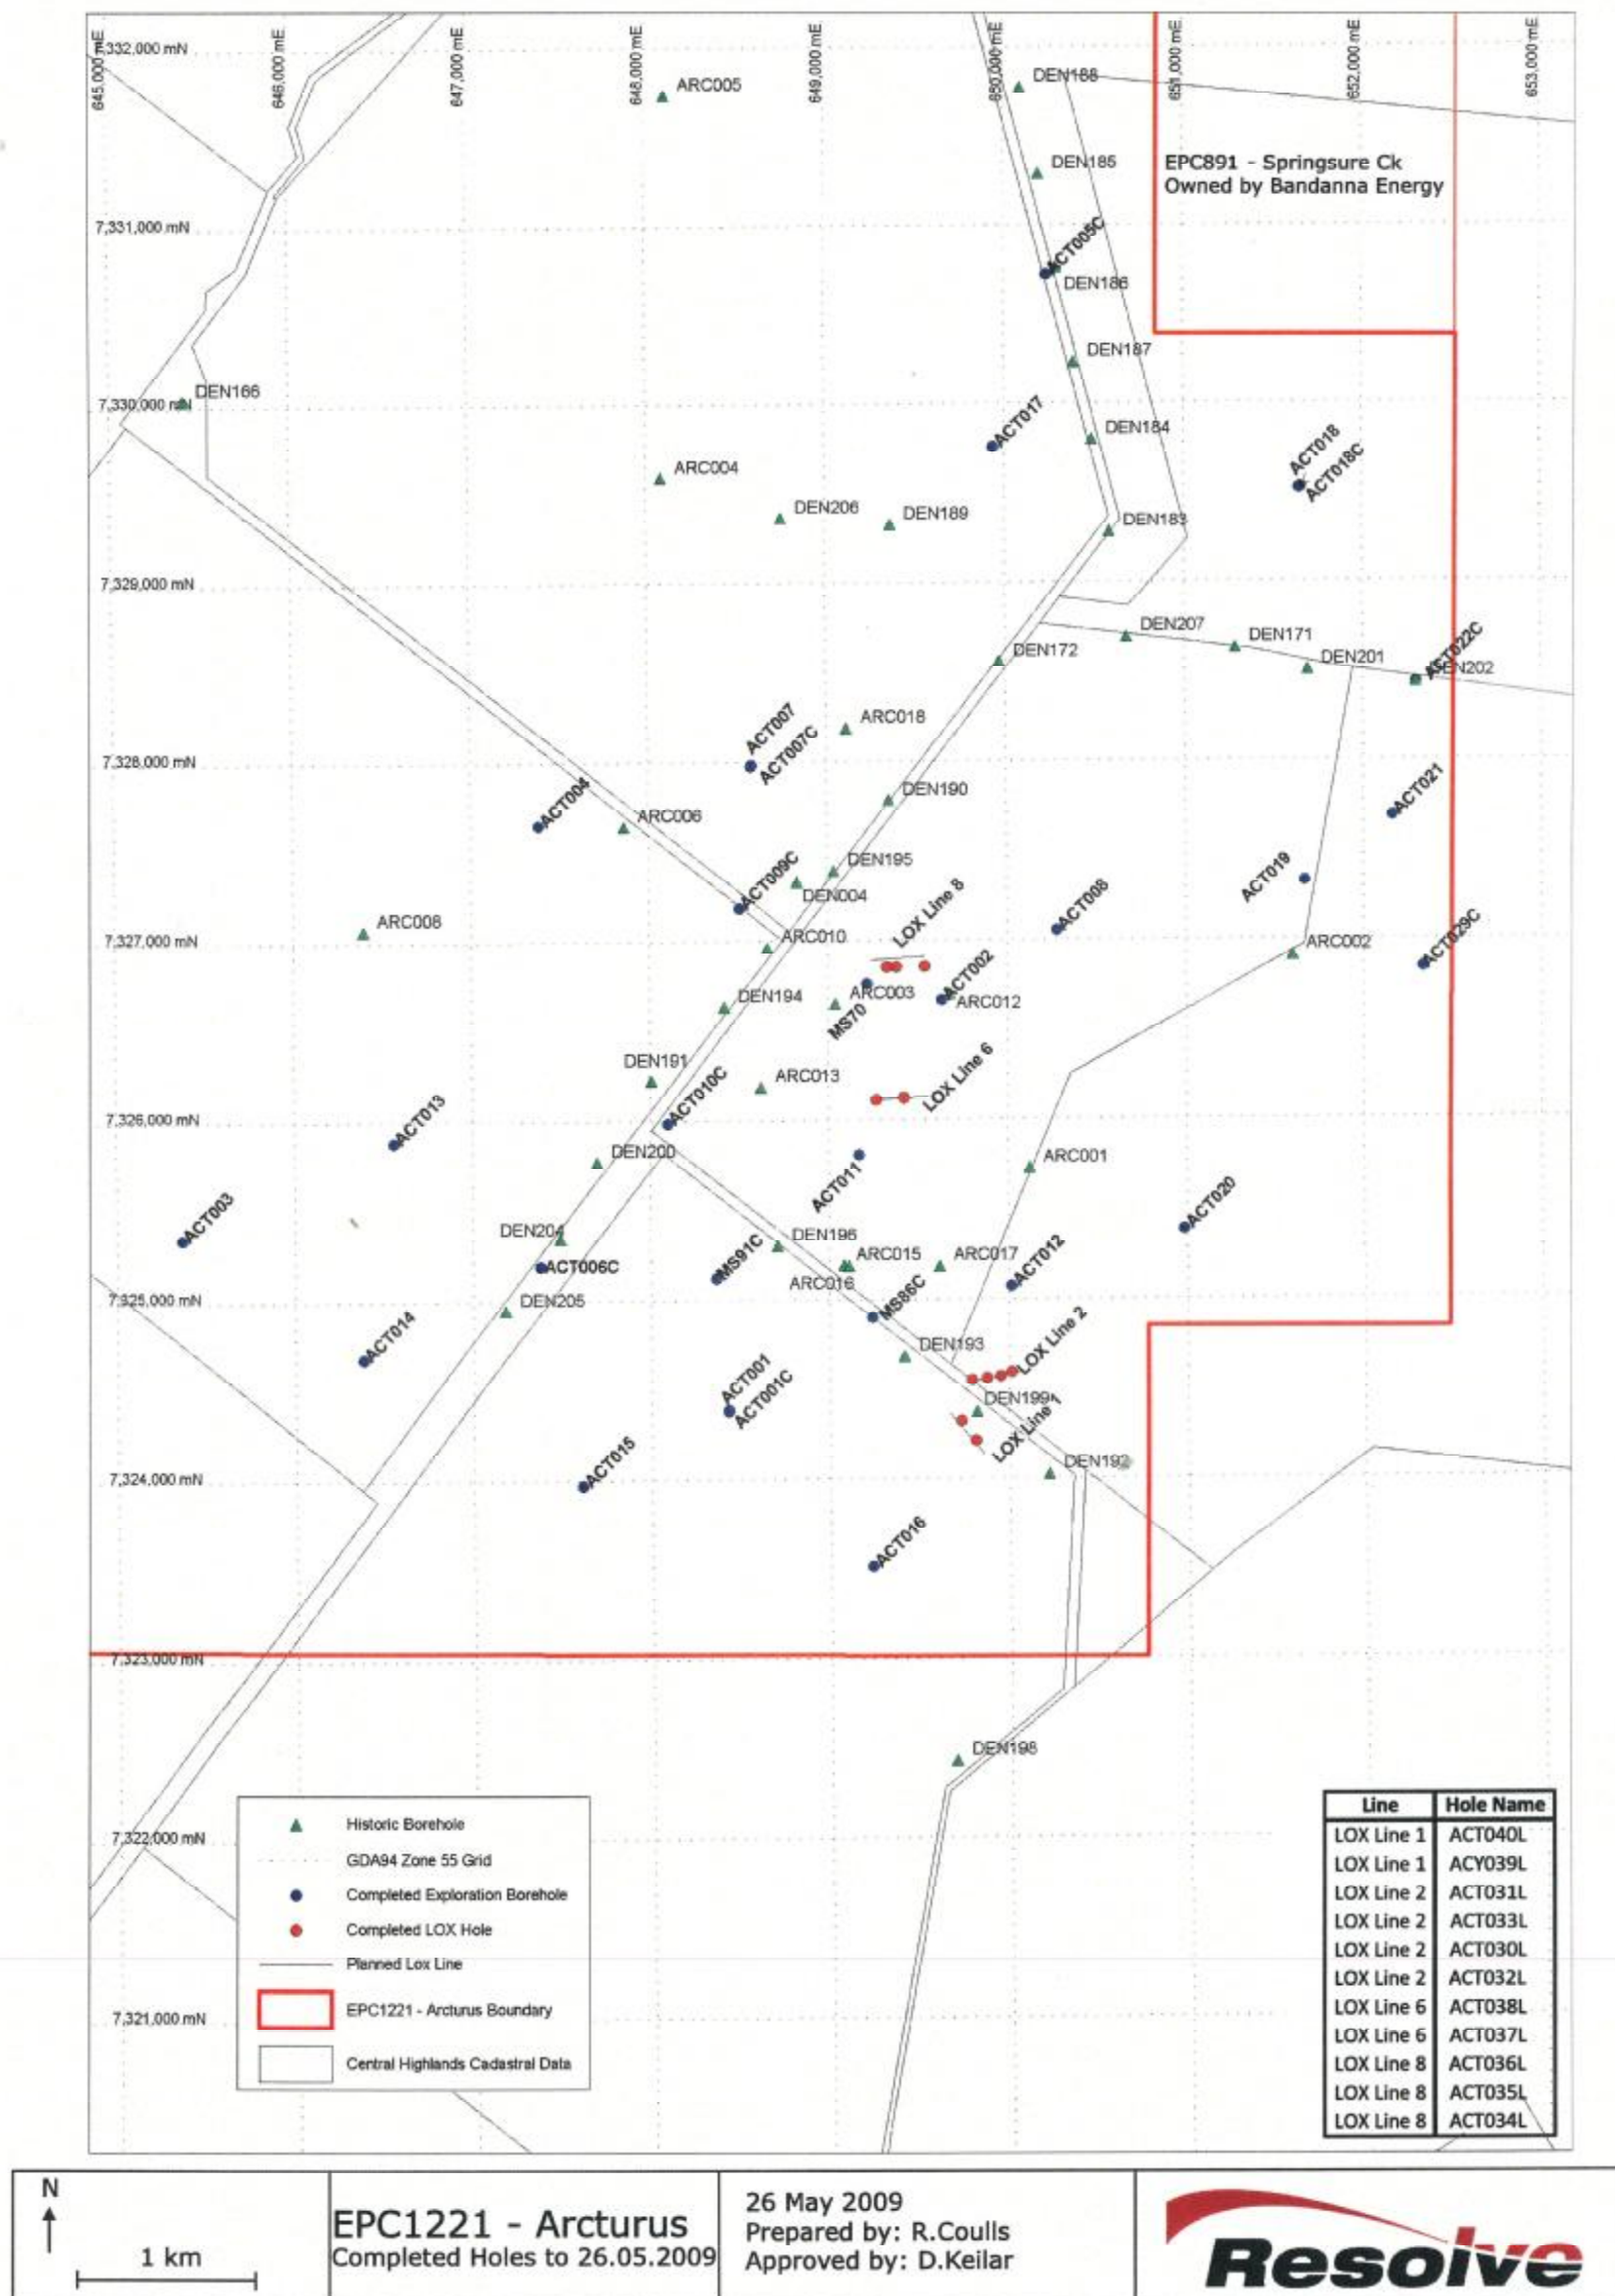 645,000 mE
646,000 mE
647,000 mE
648,000 mE
649,000 mE
650,000 mE
651,000 mE
652,000 mE
653,000 mE
7,332,000 mN
DEN188
ARC005
DEN185
EPC891 - Springsure Ck
Owned by Bandanna Energy
7,331,000 mN
ACT005C
DEN186
DEN187
DEN166
7,330,000 mN
ACT017
DEN184
ACT018
ACT018C
ARC004
DEN206
DEN189
DEN183
7,329,000 mN
DEN207
DEN171
DEN172
DEN201
ACT022C
DEN202
ARC018
ACT007
ACT007C
7,328,000 mN
DEN190
ACT021
ACT004
ARC006
DEN195
ACT009C
DEN004
ACT019
LOX Line 8
ACT008
ARC008
ARC010
7,327,000 mN
ARC002
ACT029C
ACT002
ARC003
ARC012
DEN194
MS70
DEN191
ARC013
LOX Line 6
ACT010C
7,326,000 mN
ACT013
DEN200
ARC001
ACT011
ACT020
ACT003
DEN204
DEN196
ARC015
ARC017
ACT012
MS91C
ACT006C
ARC016
MS86C
7,325,000 mN
DEN205
ACT014
DEN193
LOX Line 2
ACT001
ACT001C
DEN199
LOX Line 1
DEN192
ACT015
7,324,000 mN
ACT016
7,323,000 mN
DEN198
7,322,000 mN
7,321,000 mN
Historic Borehole
GDA94 Zone 55 Grid
Completed Exploration Borehole
Completed LOX Hole
Planned Lox Line
EPC1221 - Arcturus Boundary
Central Highlands Cadastral Data
Line Hole Name
LOX Line 1 ACT040L
LOX Line 1 ACY039L
LOX Line 2 ACT031L
LOX Line 2 ACT033L
LOX Line 2 ACT030L
LOX Line 2 ACT032L
LOX Line 6 ACT038L
LOX Line 6 ACT037L
LOX Line 8 ACT036L
LOX Line 8 ACT035L
LOX Line 8 ACT034L
N
1 km
EPC1221 - Arcturus
Completed Holes to 26.05.2009
26 May 2009
Prepared by: R.Coulls
Approved by: D.Keilar
Resolve